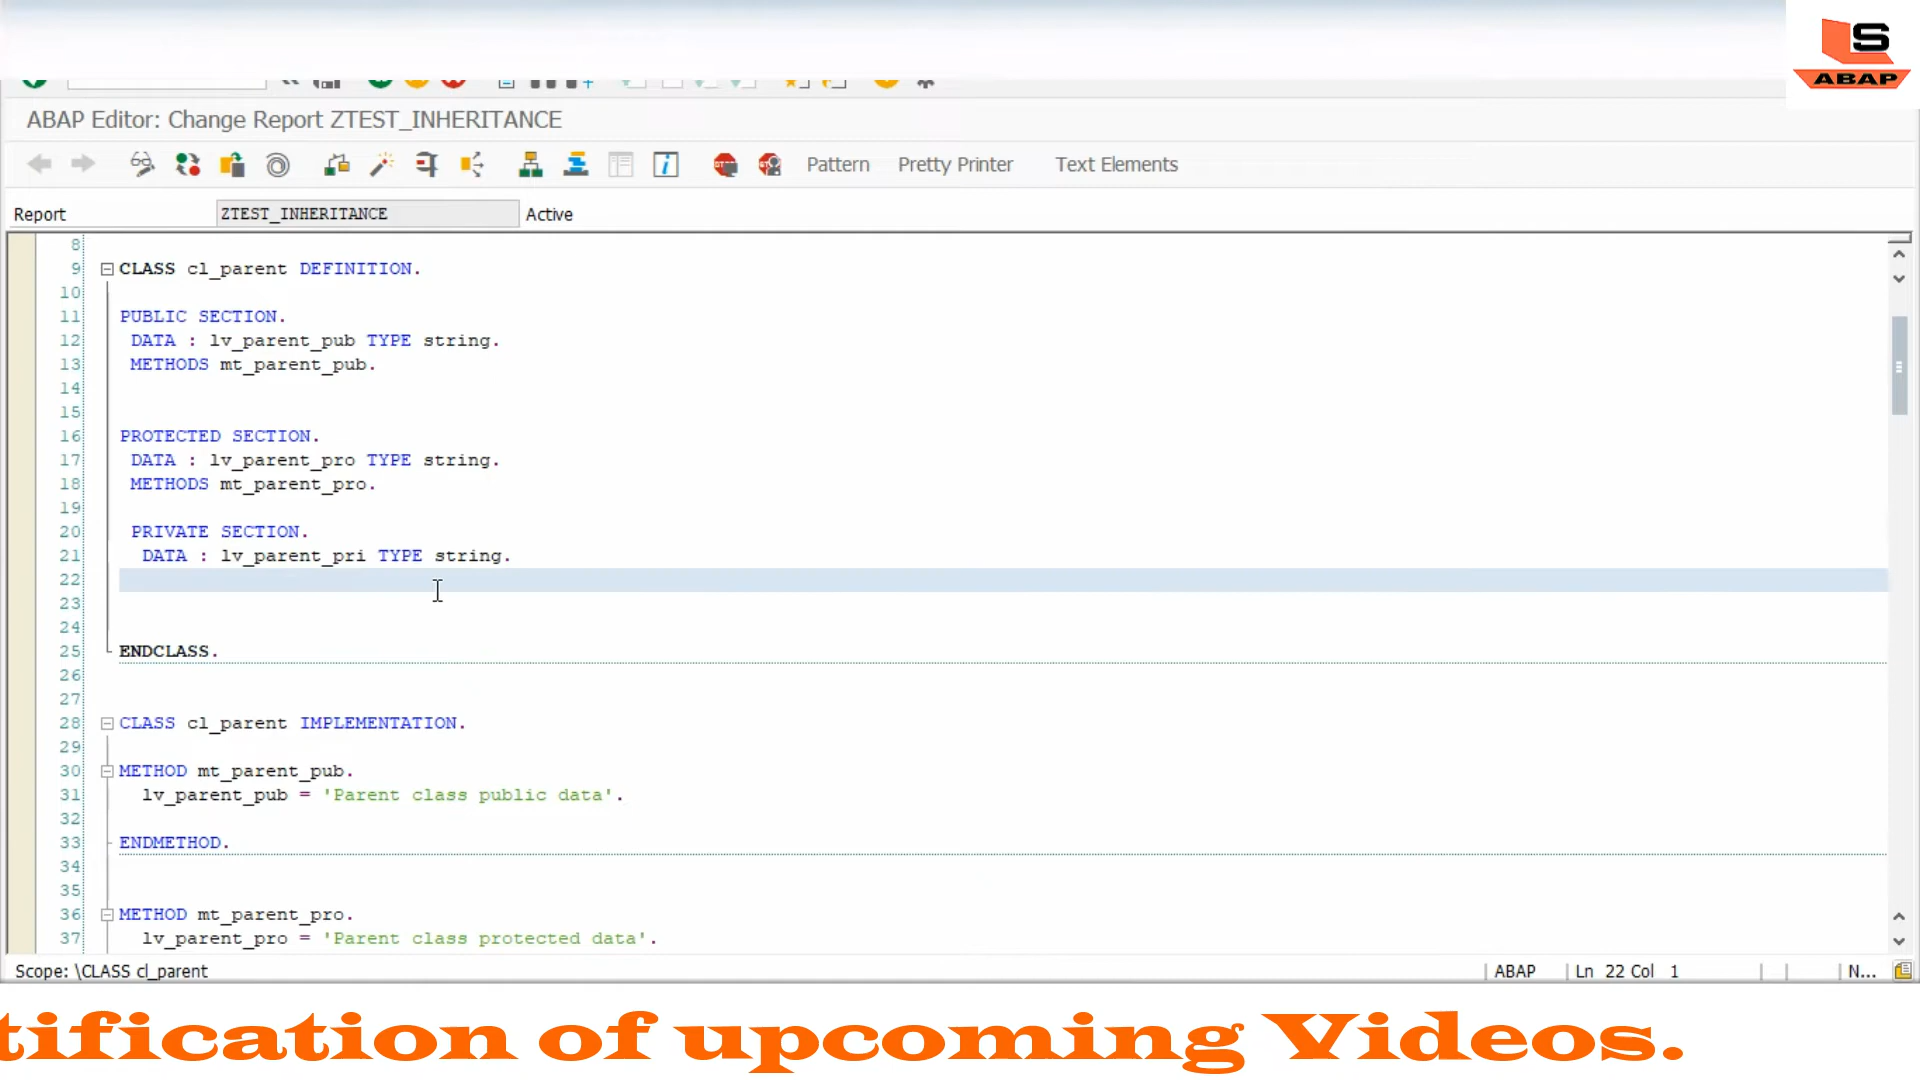 S
ABAP
ABAP Editor: Change Report ZTEST_INHERITANCE
Pattern Pretty Printer Text Elements
Report ZTEST_INHERITANCE Active
8
9 CLASS cl_parent DEFINITION.
10
11 PUBLIC SECTION.
12 DATA : lv_parent_pub TYPE string.
13 METHODS mt_parent_pub.
14
15
16 PROTECTED SECTION.
17 DATA : lv_parent_pro TYPE string.
18 METHODS mt_parent_pro.
19
20 PRIVATE SECTION.
21 DATA : lv_parent_pri TYPE string.
22
23
24
25 ENDCLASS.
26
27
28 CLASS cl_parent IMPLEMENTATION.
29
30 METHOD mt_parent_pub.
31 lv_parent_pub = 'Parent class public data'.
32
33 ENDMETHOD.
34
35
36 METHOD mt_parent_pro.
37 lv_parent_pro = 'Parent class protected data'.
Scope: \CLASS cl_parent ABAP Ln 22 Col 1 N...
tification of upcoming Videos.